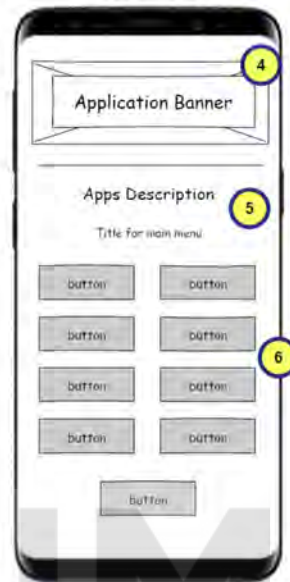 4
Application Banner
Apps Description
5
Title for main menu
button button
button button
6
button button
button button
button